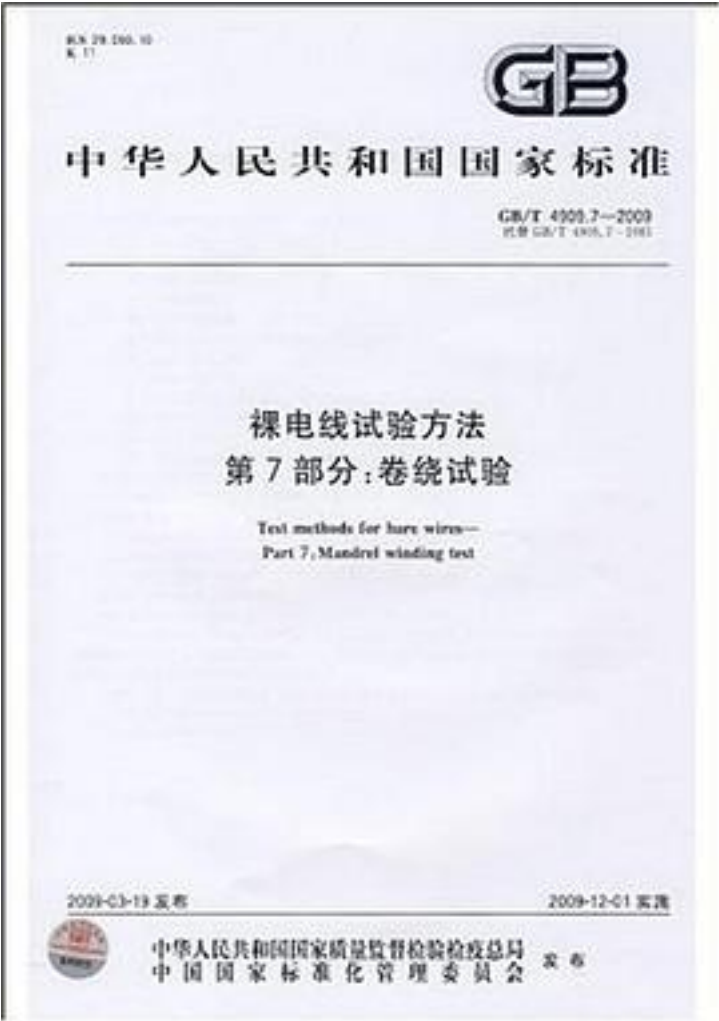 ICS 29.060.10
K 11
GB
中华人民共和国国家标准
GB/T 4909.7—2009
代替 GB/T 4909.7—1985
裸电线试验方法
第 7 部分:卷绕试验
Test methods for bare wires—
Part 7:Mandrel winding test
2009-03-19 发布
2009-12-01 实施
中华人民共和国国家质量监督检验检疫总局
中国国家标准化管理委员会
发布